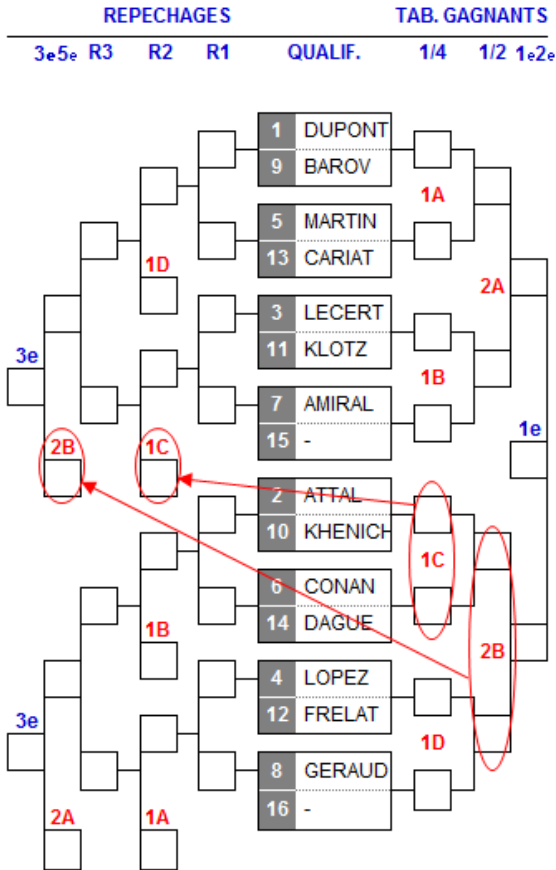 REPECHAGES TAB. GAGNANTS
3e5e R3 R2 R1 QUALIF. 1/4 1/2 1e2e
1 DUPONT
9 BAROV
1A
5 MARTIN
13 CARIAT
1D
2A
3 LECERT
11 KLOTZ
3e
1B
7 AMIRAL
15 -
1e
2B 1C
2 ATTAL
10 KHENICH
1C
6 CONAN
14 DAGUE
1B
2B
4 LOPEZ
12 FRELAT
3e
1D
8 GERAUD
16 -
2A 1A